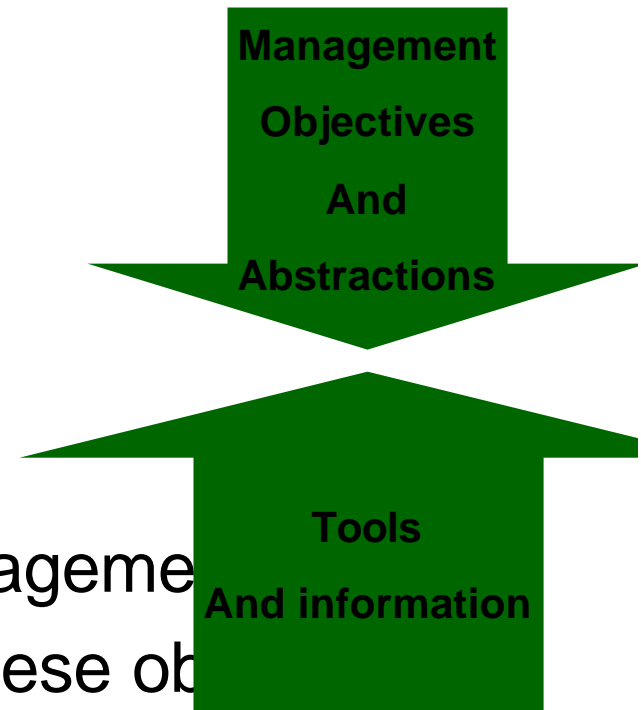 Management
Objectives
And
Abstractions
Tools
ageme
And information
ese ob